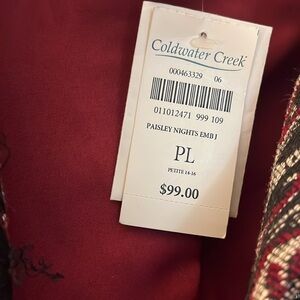 Coldwater Creek
000463329 06
011012471 999 109
PAISLEY NIGHTS EMB J
PL
PETITE 14-16
$99.00